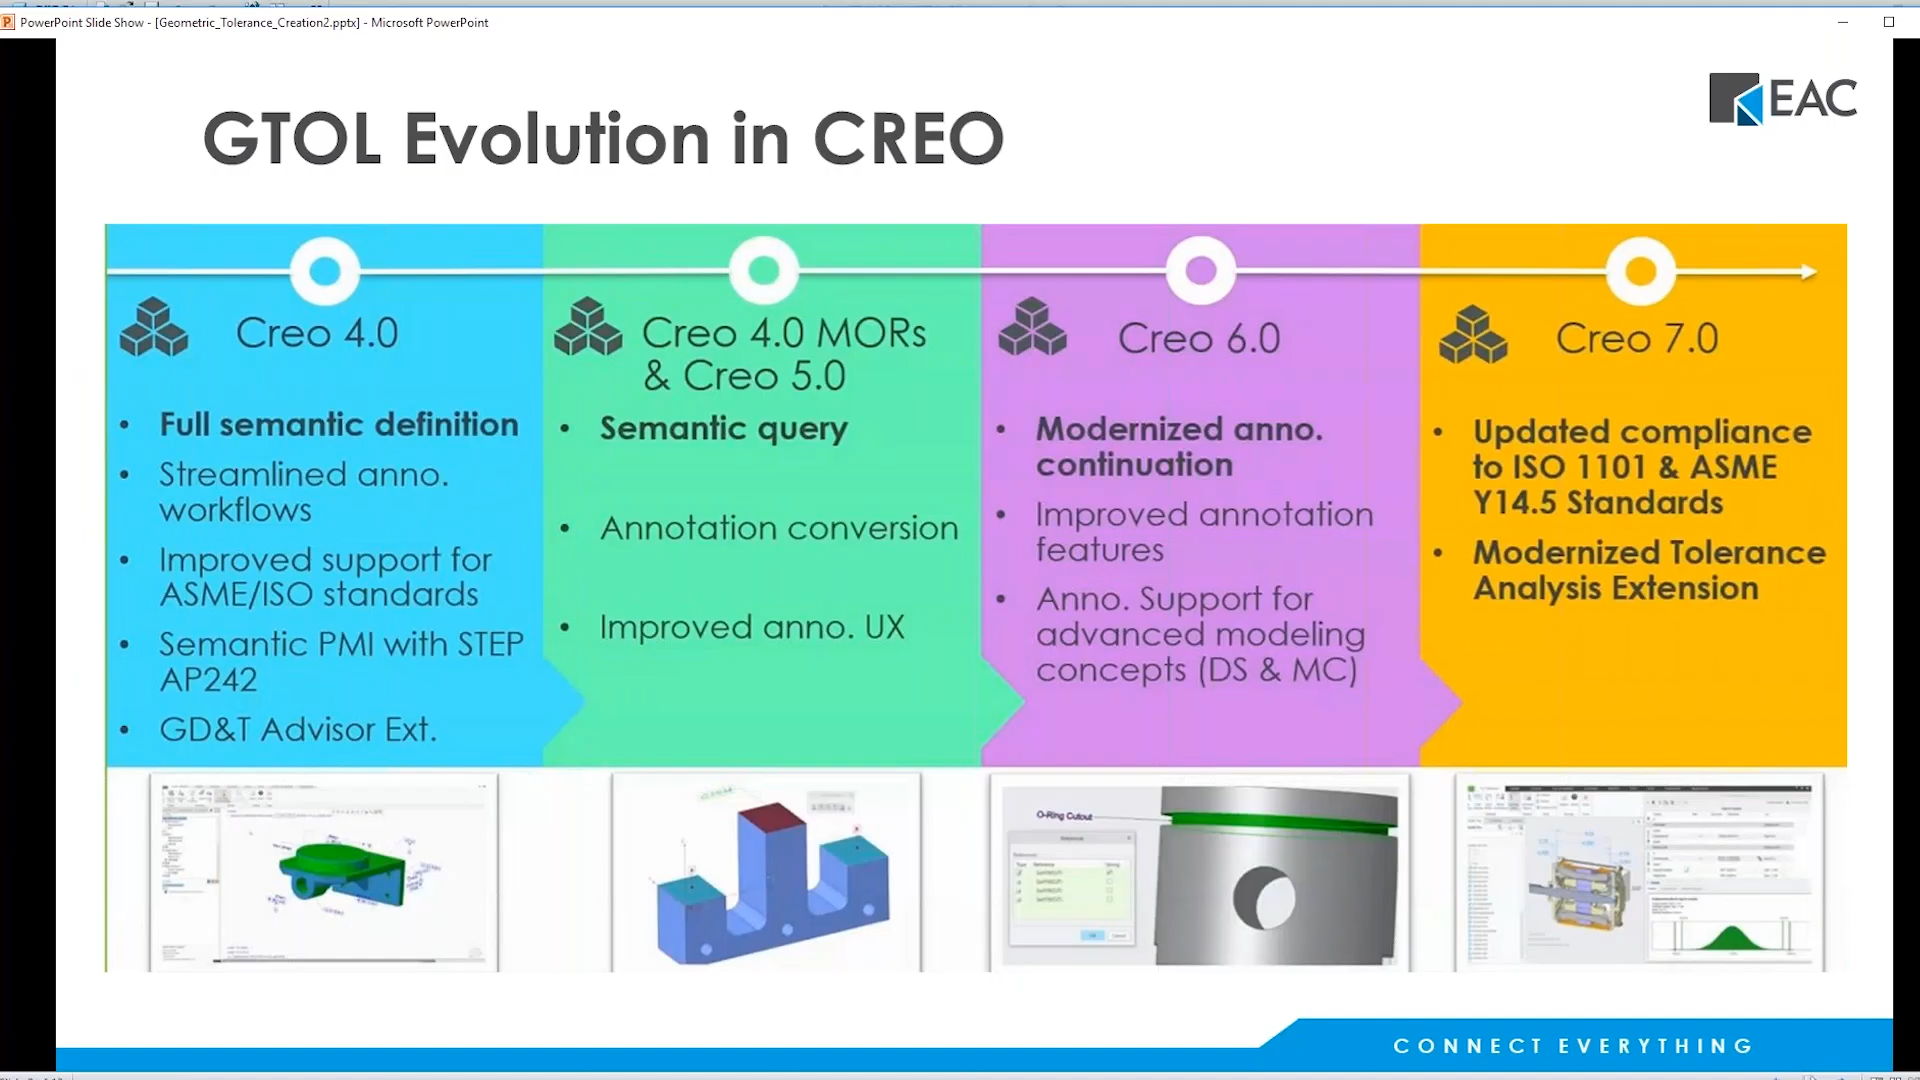 PowerPoint Slide Show - [Geometric_Tolerance_Creation2.pptx] - Microsoft PowerPoint
EAC
GTOL Evolution in CREO
Creo 4.0
• Full semantic definition
• Streamlined anno.
workflows
• Improved support for
ASME/ISO standards
• Semantic PMI with STEP
AP242
• GD&T Advisor Ext.
Creo 4.0 MORs
& Creo 5.0
• Semantic query
• Annotation conversion
• Improved anno. UX
Creo 6.0
• Modernized anno.
continuation
• Improved annotation
features
• Anno. Support for
advanced modeling
concepts (DS & MC)
Creo 7.0
• Updated compliance
to ISO 1101 & ASME
Y14.5 Standards
• Modernized Tolerance
Analysis Extension
O-Ring Cutout
CONNECT EVERYTHING